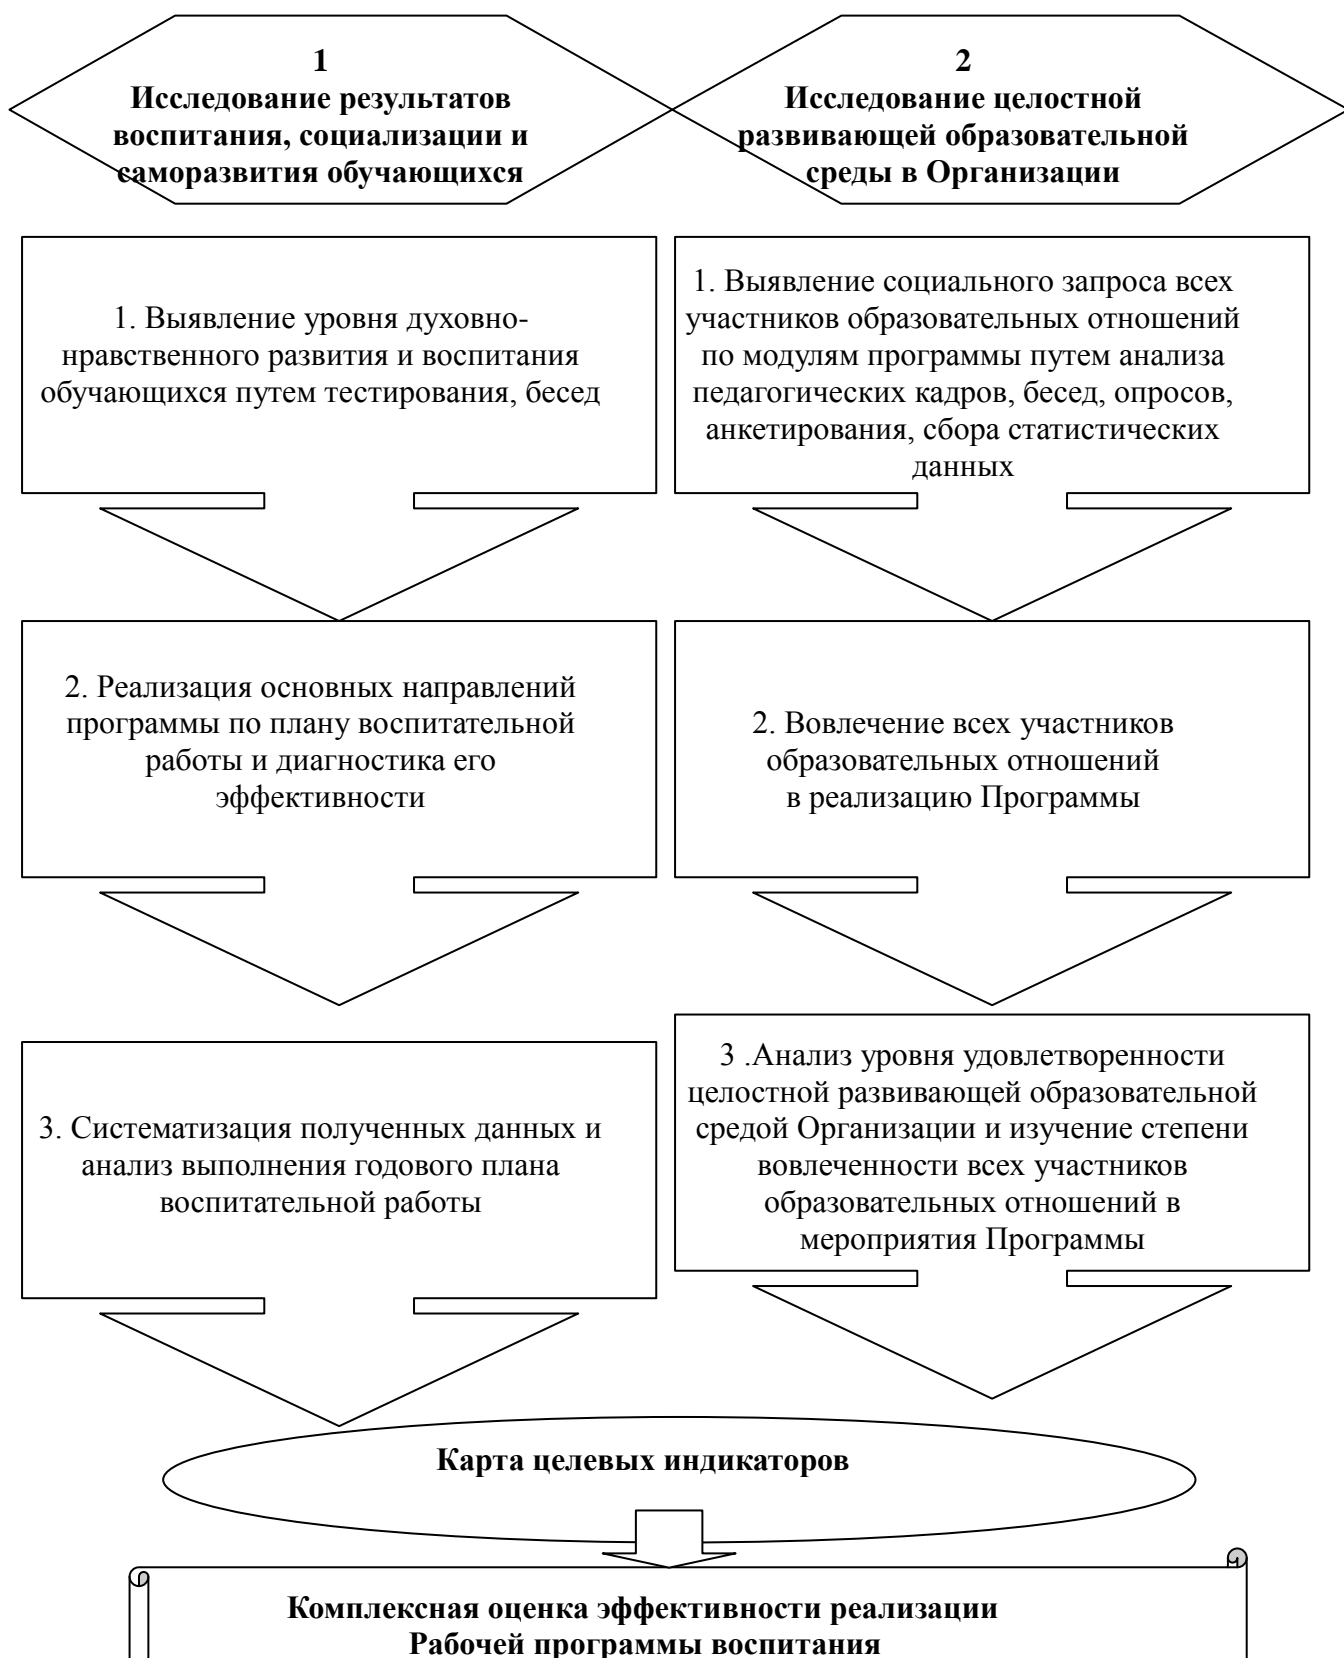 1
Исследование результатов
воспитания, социализации и
саморазвития обучающихся
2
Исследование целостной
развивающей образовательной
среды в Организации
1. Выявление уровня духовно-
нравственного развития и воспитания
обучающихся путем тестирования, бесед
1. Выявление социального запроса всех
участников образовательных отношений
по модулям программы путем анализа
педагогических кадров, бесед, опросов,
анкетирования, сбора статистических
данных
2. Реализация основных направлений
программы по плану воспитательной
работы и диагностика его
эффективности
2. Вовлечение всех участников
образовательных отношений
в реализацию Программы
3. Систематизация полученных данных и
анализ выполнения годового плана
воспитательной работы
3 .Анализ уровня удовлетворенности
целостной развивающей образовательной
средой Организации и изучение степени
вовлеченности всех участников
образовательных отношений в
мероприятия Программы
Карта целевых индикаторов
Комплексная оценка эффективности реализации
Рабочей программы воспитания